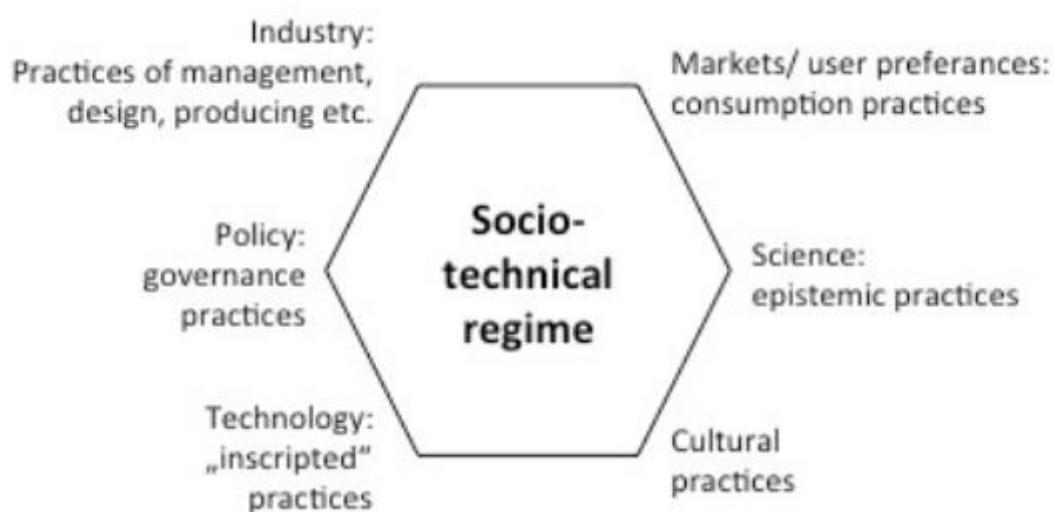 Industry:
Practices of management,
design, producing etc.
Markets/ user preferances:
consumption practices
Policy:
governance
practices
Socio-
technical
regime
Science:
epistemic practices
Technology:
„inscripted“
practices
Cultural
practices